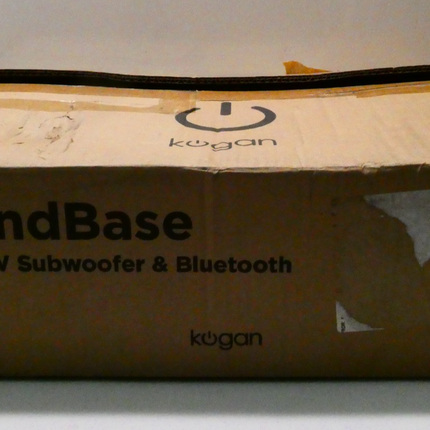 kogan
ndBase
W Subwoofer & Bluetooth
kogan